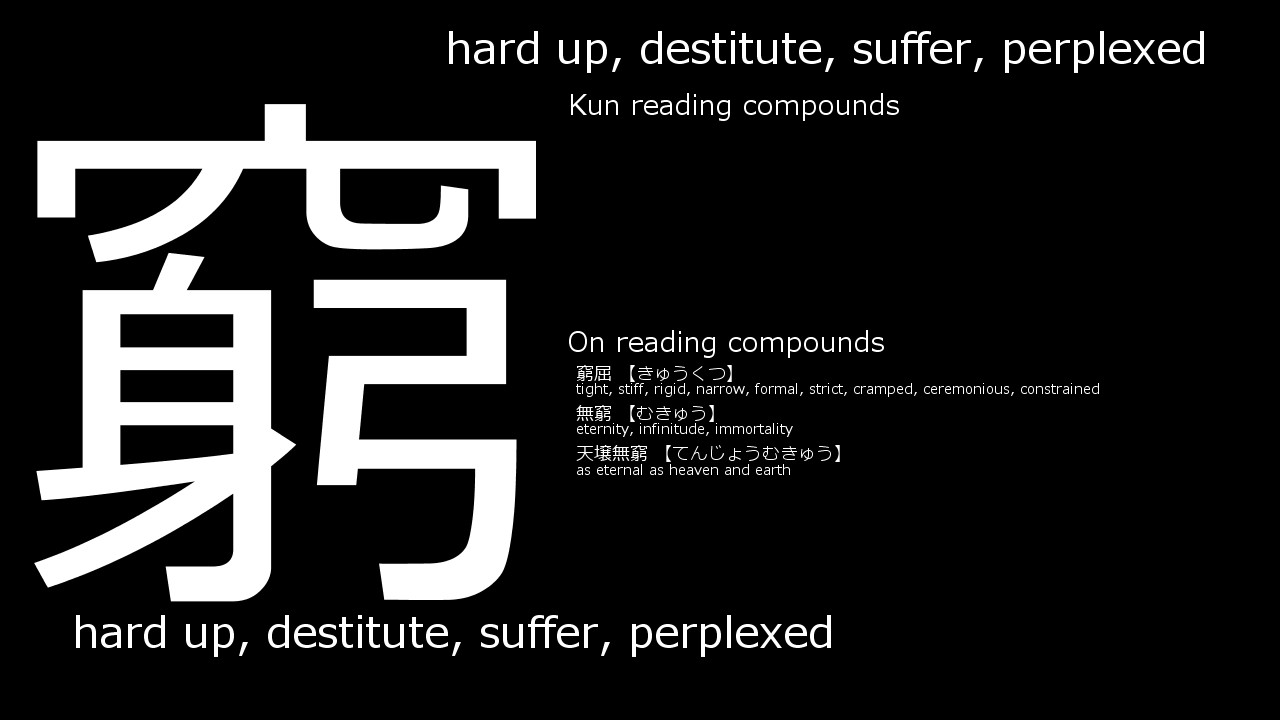 hard up, destitute, suffer, perplexed
Kun reading compounds
窮
On reading compounds
窮屈 【きゅうくつ】
tight, stiff, rigid, narrow, formal, strict, cramped, ceremonious, constrained
無窮 【むきゅう】
eternity, infinitude, immortality
天壌無窮 【てんじょうむきゅう】
as eternal as heaven and earth
hard up, destitute, suffer, perplexed